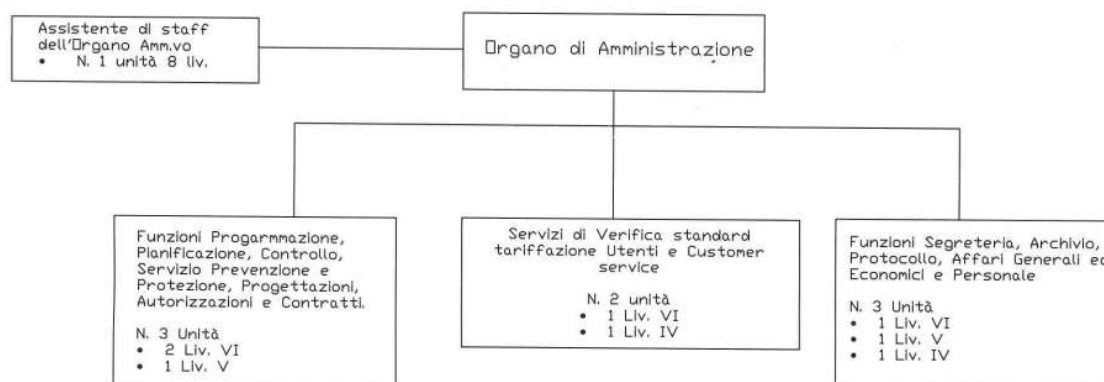 Assistente di staff
dell'Organo Amm.vo
• N. 1 unità 8 liv.
Organo di Amministrazione
Funzioni Progarmmazione,
Pianificazione, Controllo,
Servizio Prevenzione e
Protezione, Progettazioni,
Autorizzazioni e Contratti.
N. 3 Unità
• 2 Liv. VI
• 1 Liv. V
Servizi di Verifica standard
tariffazione Utenti e Customer
service
N. 2 unità
• 1 Liv. VI
• 1 Liv. IV
Funzioni Segreteria, Archivio,
Protocollo, Affari Generali ed
Economici e Personale
N. 3 Unità
• 1 Liv. VI
• 1 Liv. V
• 1 Liv. IV